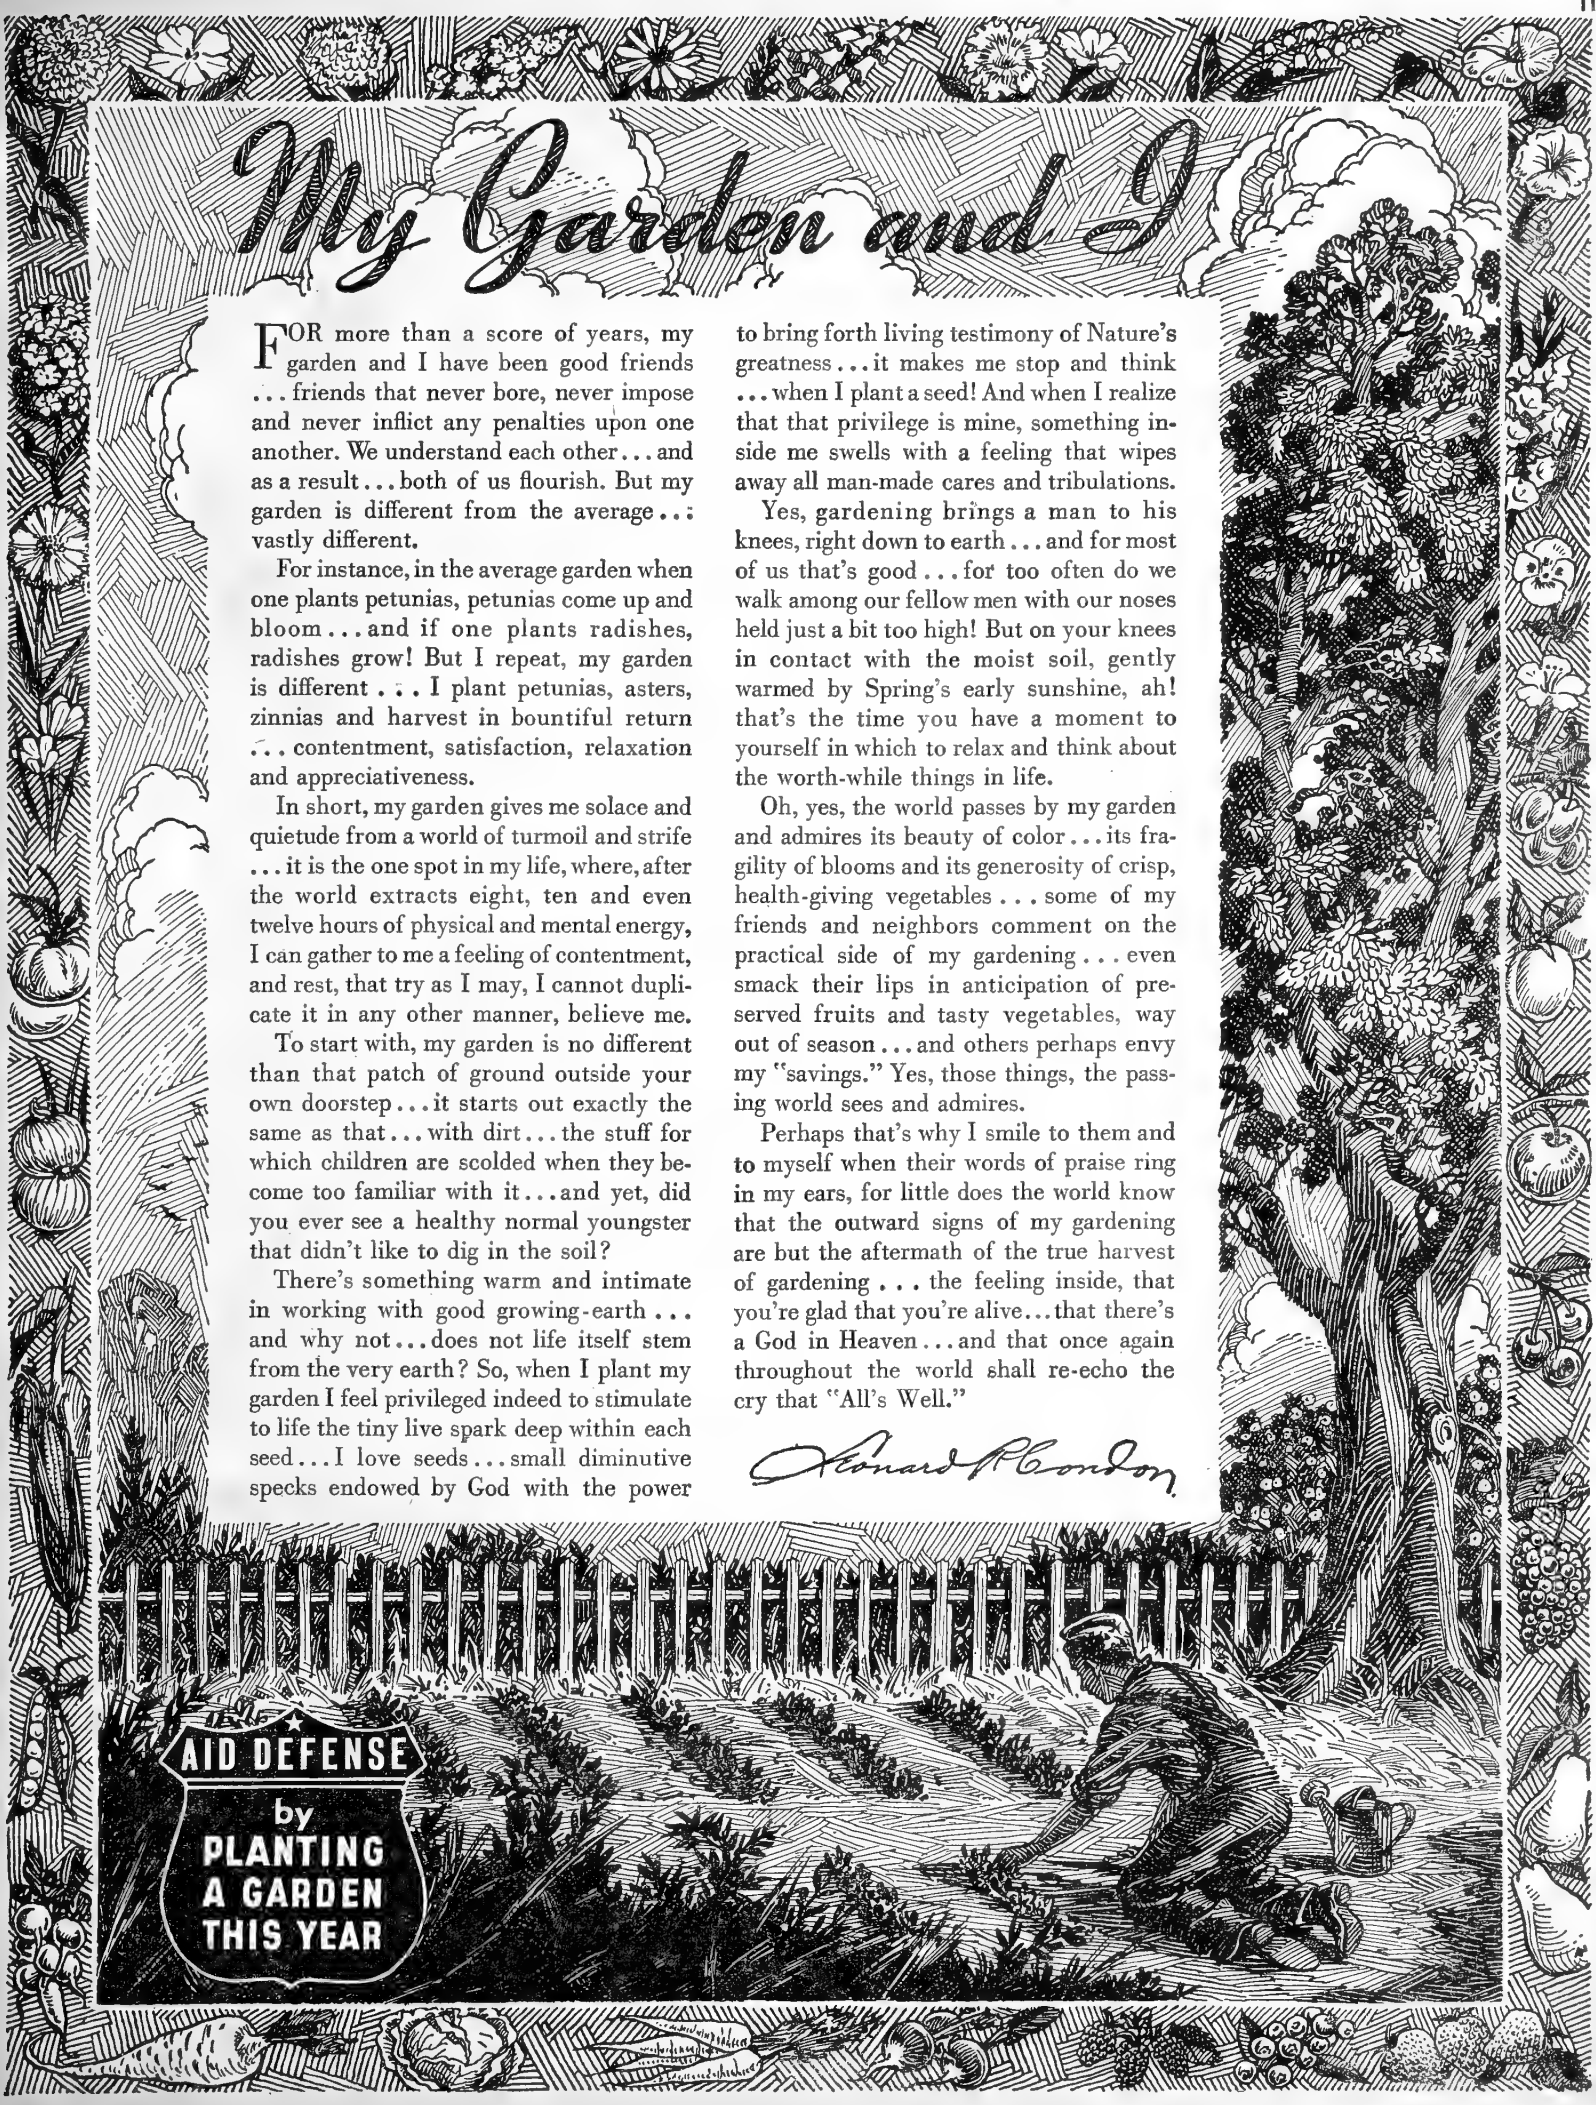 My Garden and I
FOR more than a score of years, my
garden and I have been good friends
... friends that never bore, never impose
and never inflict any penalties upon one
another. We understand each other...and
as a result...both of us flourish. But my
garden is different from the average...
vastly different.
For instance, in the average garden when
one plants petunias, petunias come up and
bloom...and if one plants radishes,
radishes grow! But I repeat, my garden
is different ... I plant petunias, asters,
zinnias and harvest in bountiful return
... contentment, satisfaction, relaxation
and appreciativeness.
In short, my garden gives me solace and
quietude from a world of turmoil and strife
...it is the one spot in my life, where, after
the world extracts eight, ten and even
twelve hours of physical and mental energy,
I can gather to me a feeling of contentment,
and rest, that try as I may, I cannot dupli-
cate it in any other manner, believe me.
To start with, my garden is no different
than that patch of ground outside your
own doorstep...it starts out exactly the
same as that...with dirt...the stuff for
which children are scolded when they be-
come too familiar with it...and yet, did
you ever see a healthy normal youngster
that didn't like to dig in the soil?
There's something warm and intimate
in working with good growing-earth ...
and why not...does not life itself stem
from the very earth? So, when I plant my
garden I feel privileged indeed to stimulate
to life the tiny live spark deep within each
seed...I love seeds...small diminutive
specks endowed by God with the power
to bring forth living testimony of Nature's
greatness...it makes me stop and think
...when I plant a seed! And when I realize
that that privilege is mine, something in-
side me swells with a feeling that wipes
away all man-made cares and tribulations.
Yes, gardening brings a man to his
knees, right down to earth...and for most
of us that's good...for too often do we
walk among our fellow men with our noses
held just a bit too high! But on your knees
in contact with the moist soil, gently
warmed by Spring's early sunshine, ah!
that's the time you have a moment to
yourself in which to relax and think about
the worth-while things in life.
Oh, yes, the world passes by my garden
and admires its beauty of color...its fra-
gility of blooms and its generosity of crisp,
health-giving vegetables ... some of my
friends and neighbors comment on the
practical side of my gardening ... even
smack their lips in anticipation of pre-
served fruits and tasty vegetables, way
out of season...and others perhaps envy
my "savings." Yes, those things, the pass-
ing world sees and admires.
Perhaps that's why I smile to them and
to myself when their words of praise ring
in my ears, for little does the world know
that the outward signs of my gardening
are but the aftermath of the true harvest
of gardening ... the feeling inside, that
you're glad that you're alive...that there's
a God in Heaven...and that once again
throughout the world shall re-echo the
cry that "All's Well."
Leonard P Condon
AID DEFENSE
by
PLANTING
A GARDEN
THIS YEAR